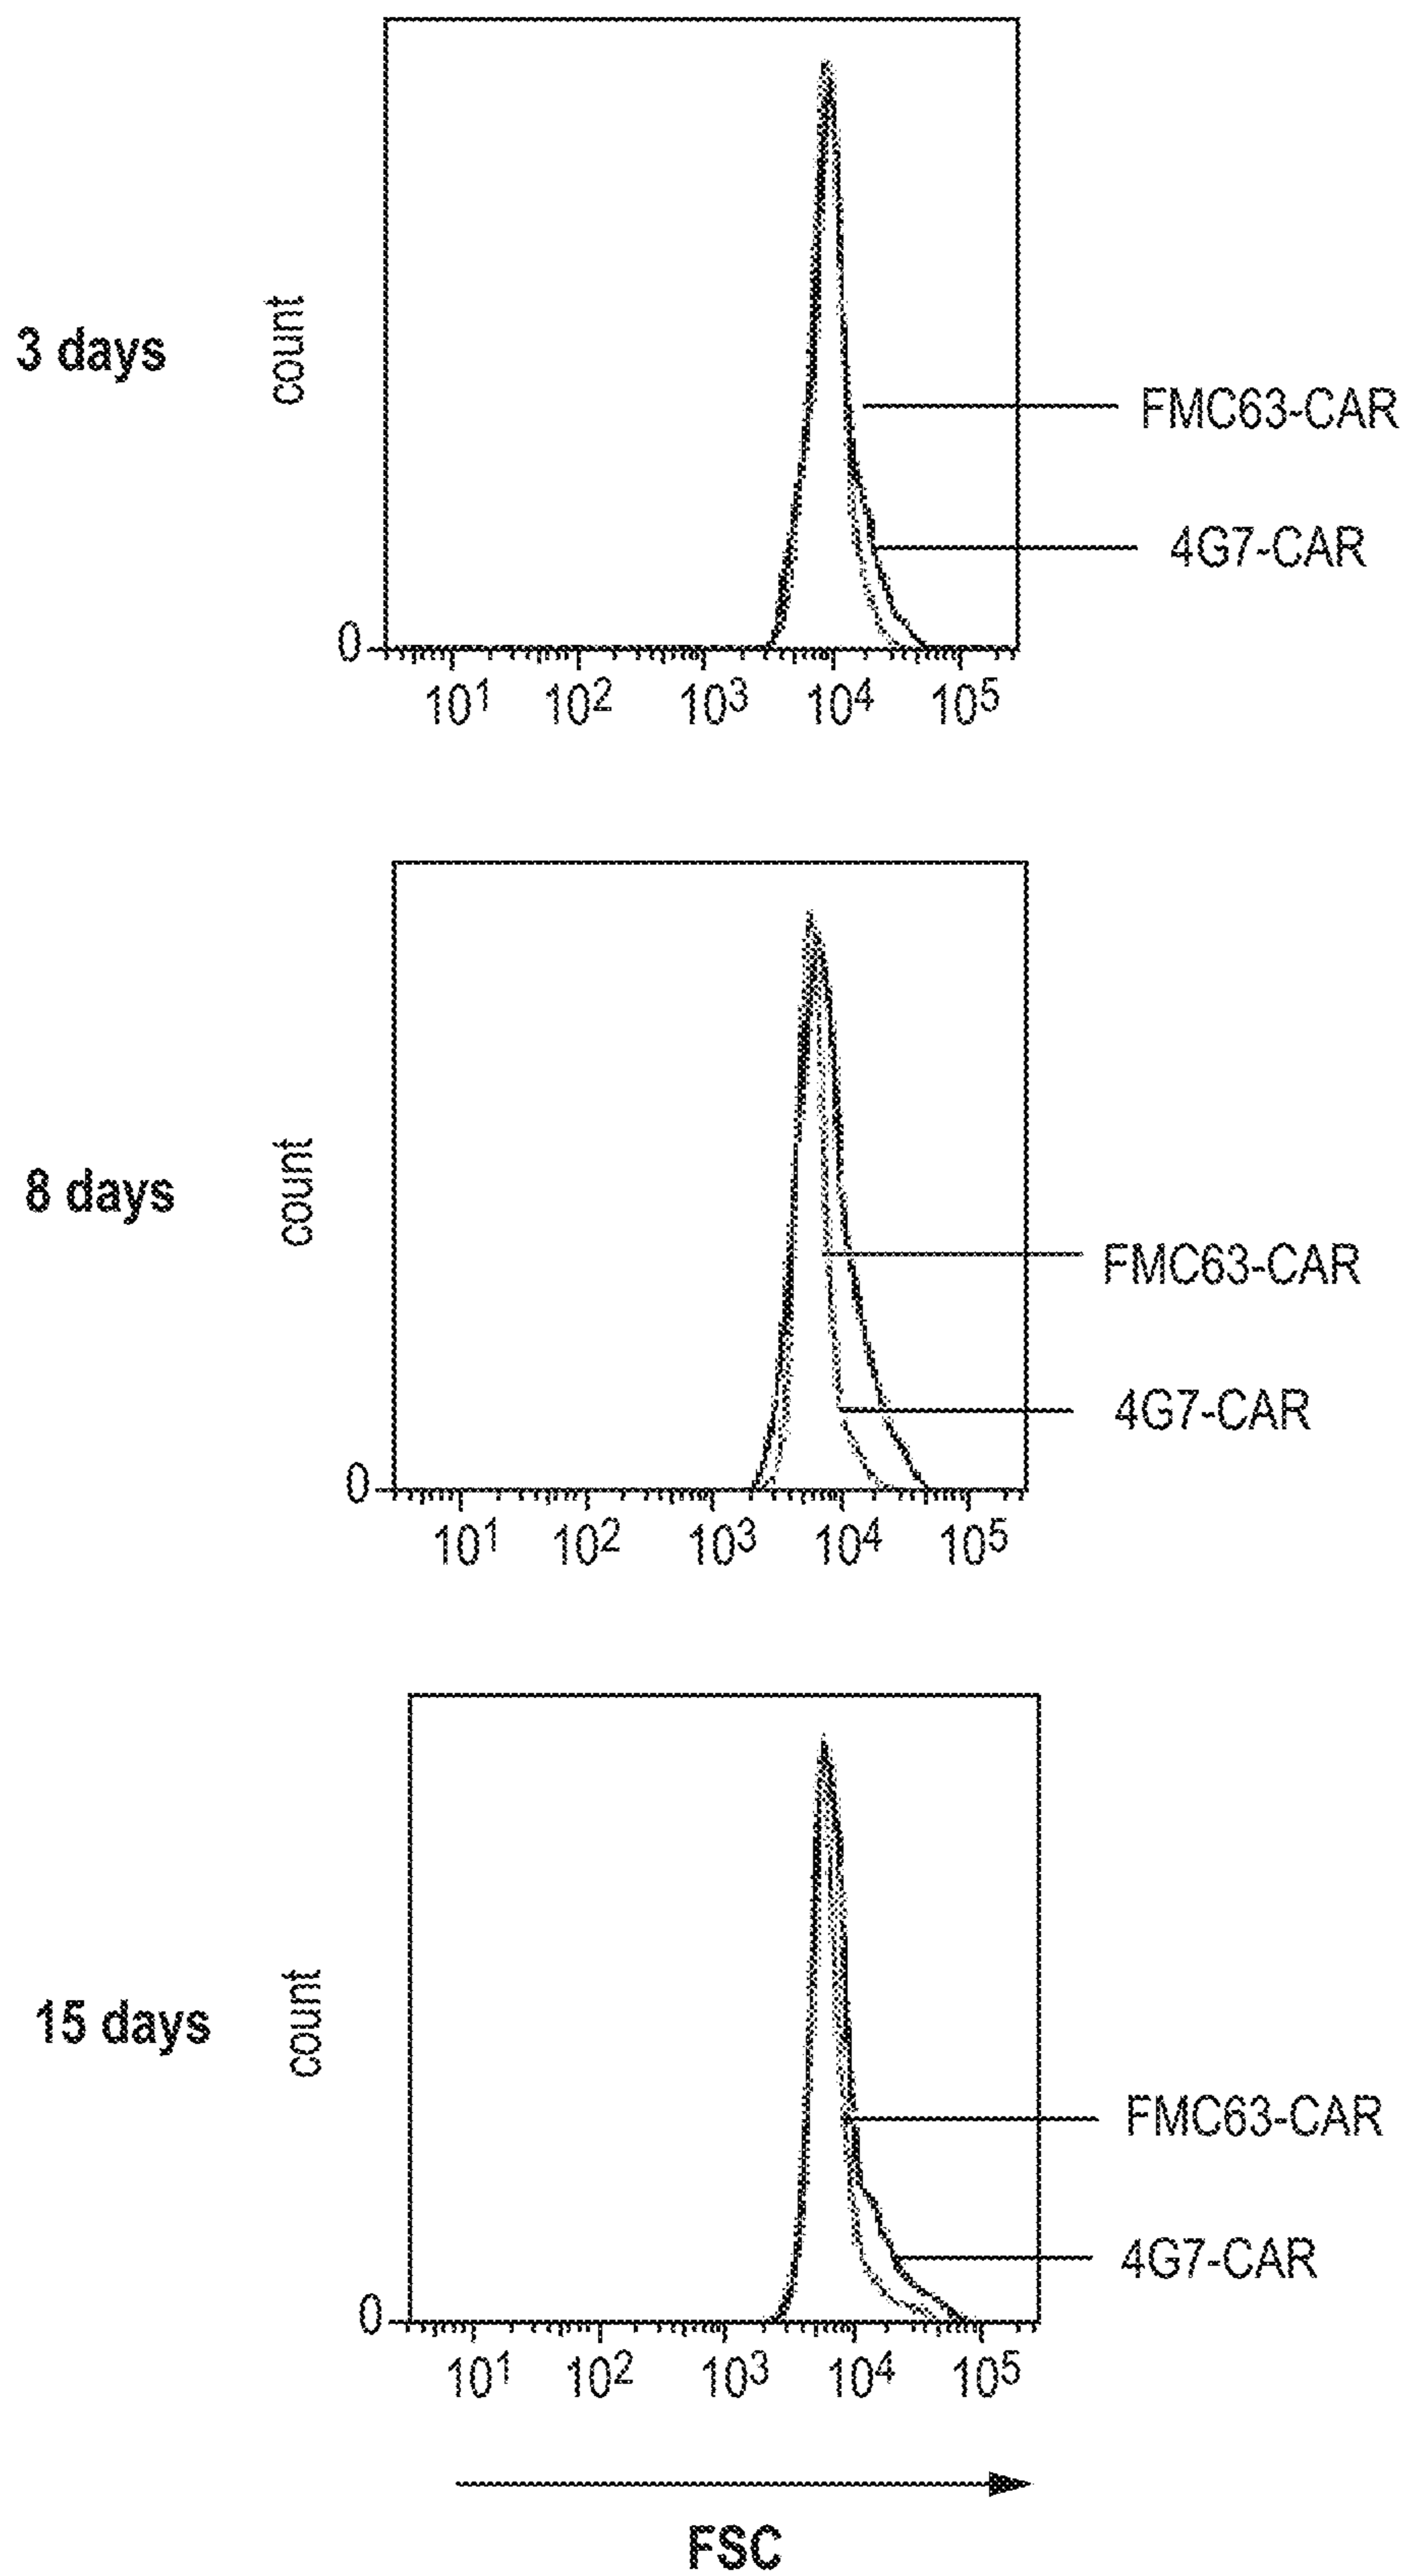 3 days
count
FMC63-CAR
4G7-CAR
0
10¹ 10² 10³ 10⁴ 10⁵
8 days
count
FMC63-CAR
4G7-CAR
0
10¹ 10² 10³ 10⁴ 10⁵
15 days
count
FMC63-CAR
4G7-CAR
0
10¹ 10² 10³ 10⁴ 10⁵
FSC